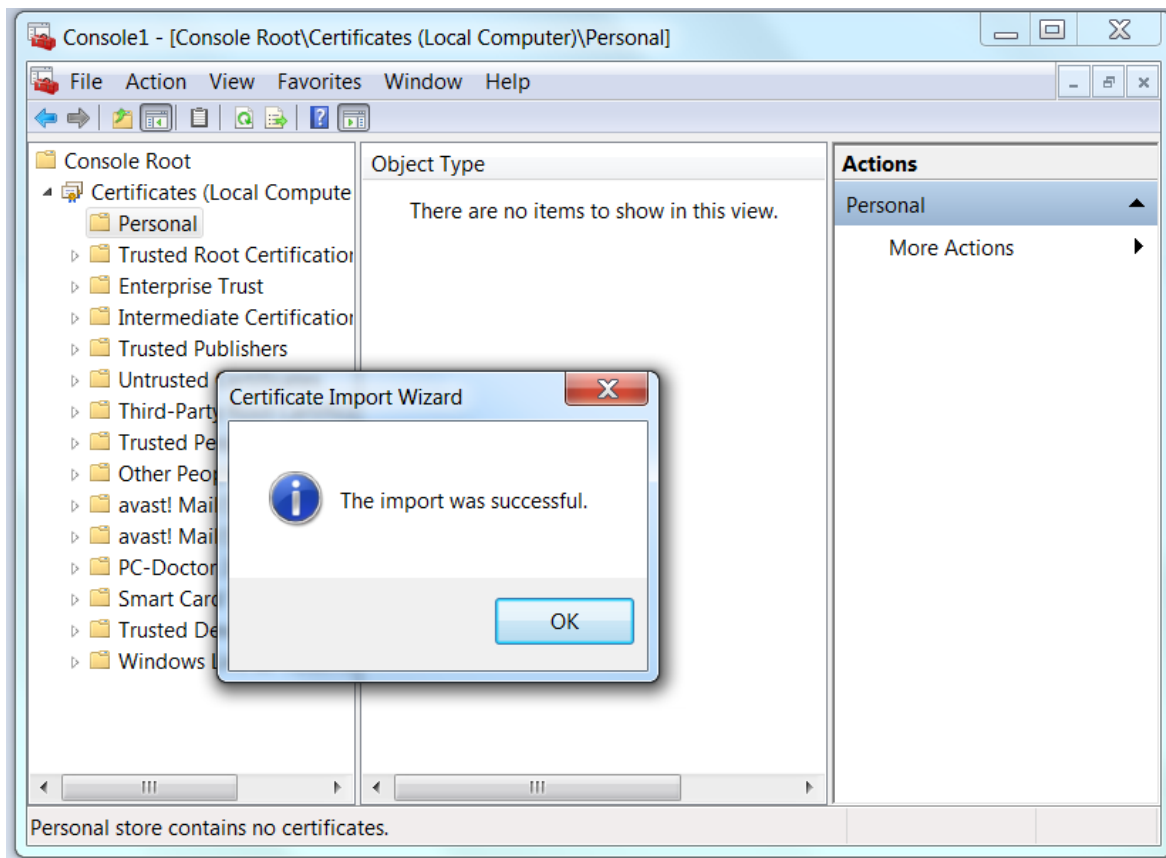 Console1 - [Console Root\Certificates (Local Computer)\Personal]
File Action View Favorites Window Help
Console Root
Certificates (Local Compute
Personal
Trusted Root Certification
Enterprise Trust
Intermediate Certification
Trusted Publishers
Untrusted
Third-Party
Trusted Pe
Other Peop
avast! Mail
avast! Mail
PC-Doctor
Smart Card
Trusted De
Windows L
Object Type
There are no items to show in this view.
Actions
Personal
More Actions
Certificate Import Wizard
The import was successful.
OK
Personal store contains no certificates.